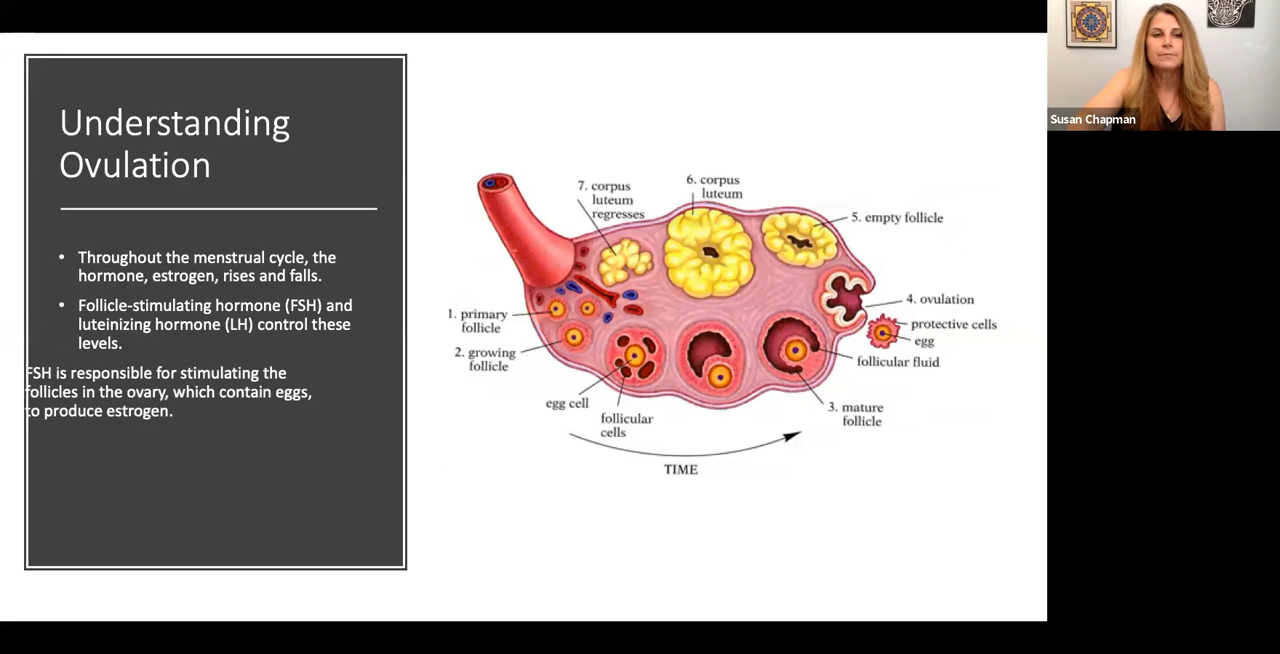 Understanding
Ovulation
• Throughout the menstrual cycle, the
hormone, estrogen, rises and falls.
• Follicle-stimulating hormone (FSH) and
luteinizing hormone (LH) control these
levels.
FSH is responsible for stimulating the
follicles in the ovary, which contain eggs,
to produce estrogen.
7. corpus
luteum
regresses
6. corpus
luteum
5. empty follicle
4. ovulation
protective cells
egg
follicular fluid
3. mature
follicle
1. primary
follicle
2. growing
follicle
egg cell
follicular
cells
TIME
Susan Chapman